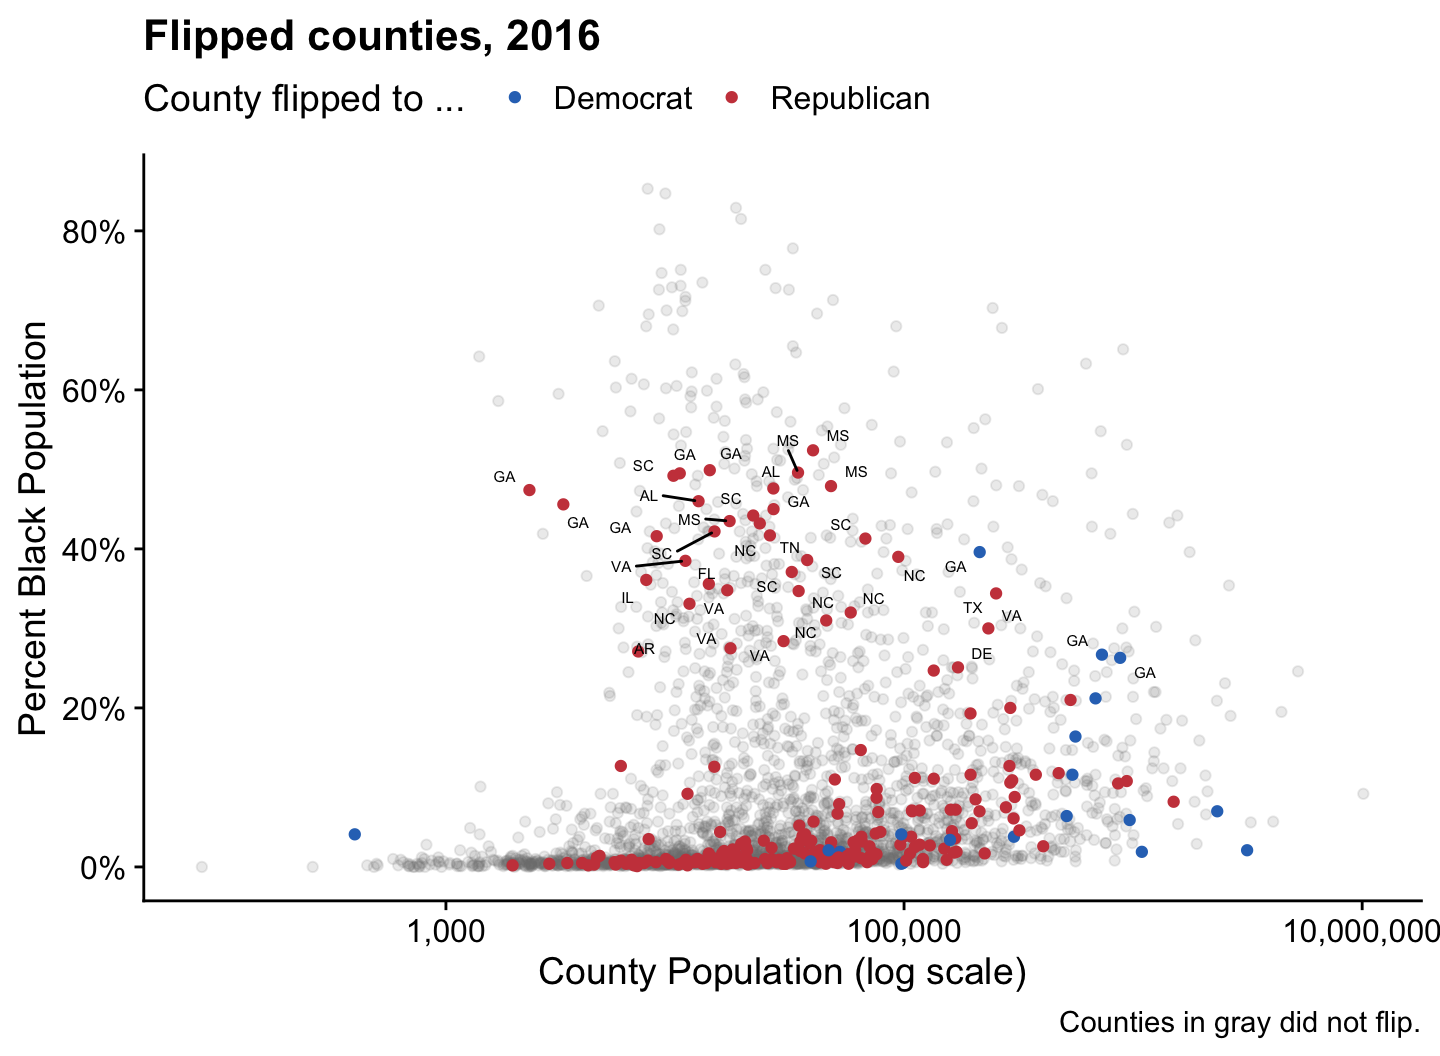 Flipped counties, 2016
County flipped to ... Democrat Republican
Percent Black Population
80%
60%
40%
20%
0%
MS MS
SC GA GA
GA AL MS
AL SC GA
GA GA MS SC
SC NC TN
VA FL SC SC NC GA
IL VA NC NC TX VA
NC
AR VA VA NC DE GA
GA
1,000 100,000 10,000,000
County Population (log scale)
Counties in gray did not flip.